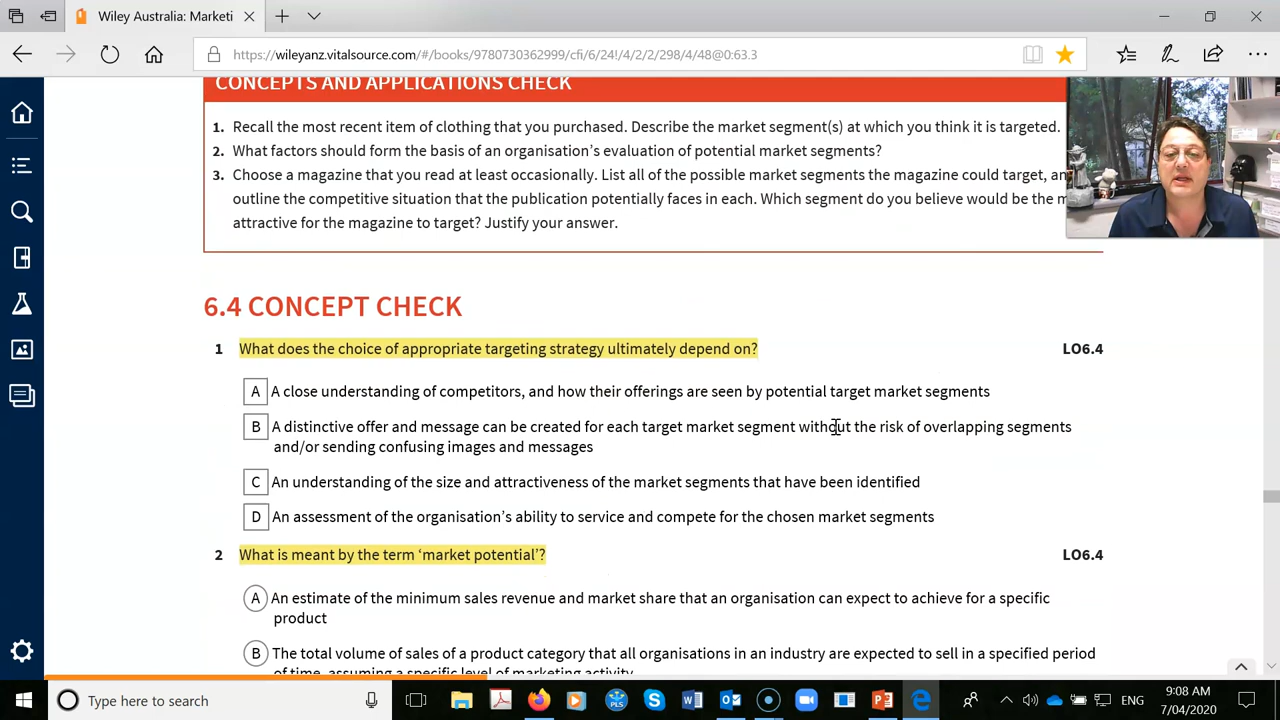 Wiley Australia: Marketi
https://wileyanz.vitalsource.com/#/books/9780730362999/cfi/6/24!/4/2/2/298/4/48@0:63.3
CONCEPTS AND APPLICATIONS CHECK
1. Recall the most recent item of clothing that you purchased. Describe the market segment(s) at which you think it is targeted.
2. What factors should form the basis of an organisation's evaluation of potential market segments?
3. Choose a magazine that you read at least occasionally. List all of the possible market segments the magazine could target, an
outline the competitive situation that the publication potentially faces in each. Which segment do you believe would be the m
attractive for the magazine to target? Justify your answer.
6.4 CONCEPT CHECK
1 What does the choice of appropriate targeting strategy ultimately depend on? LO6.4
A A close understanding of competitors, and how their offerings are seen by potential target market segments
B A distinctive offer and message can be created for each target market segment without the risk of overlapping segments
and/or sending confusing images and messages
C An understanding of the size and attractiveness of the market segments that have been identified
D An assessment of the organisation's ability to service and compete for the chosen market segments
2 What is meant by the term ‘market potential’? LO6.4
A An estimate of the minimum sales revenue and market share that an organisation can expect to achieve for a specific
product
B The total volume of sales of a product category that all organisations in an industry are expected to sell in a specified period
of time, assuming a specific level of marketing activity
Type here to search
PLS
ENG
9:08 AM
7/04/2020